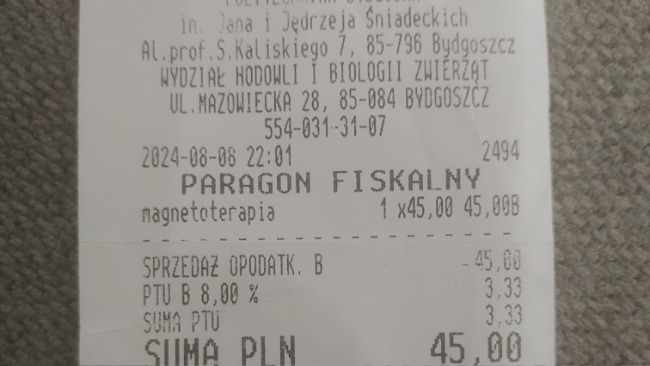 im. Jana i Jędrzeja Śniadeckich
Al.prof.S.Kaliskiego 7, 85-796 Bydgoszcz
WYDZIAŁ HODOWLI I BIOLOGII ZWIERZĄT
UL.MAZOWIECKA 28, 85-084 BYDGOSZCZ
554-031-31-07
2024-08-08 22:01 2494
PARAGON FISKALNY
magnetoterapia 1 x45,00 45,00B
SPRZEDAŻ OPODATK. B 45,00
PTU B 8,00 % 3,33
SUMA PTU 3,33
SUMA PLN 45,00